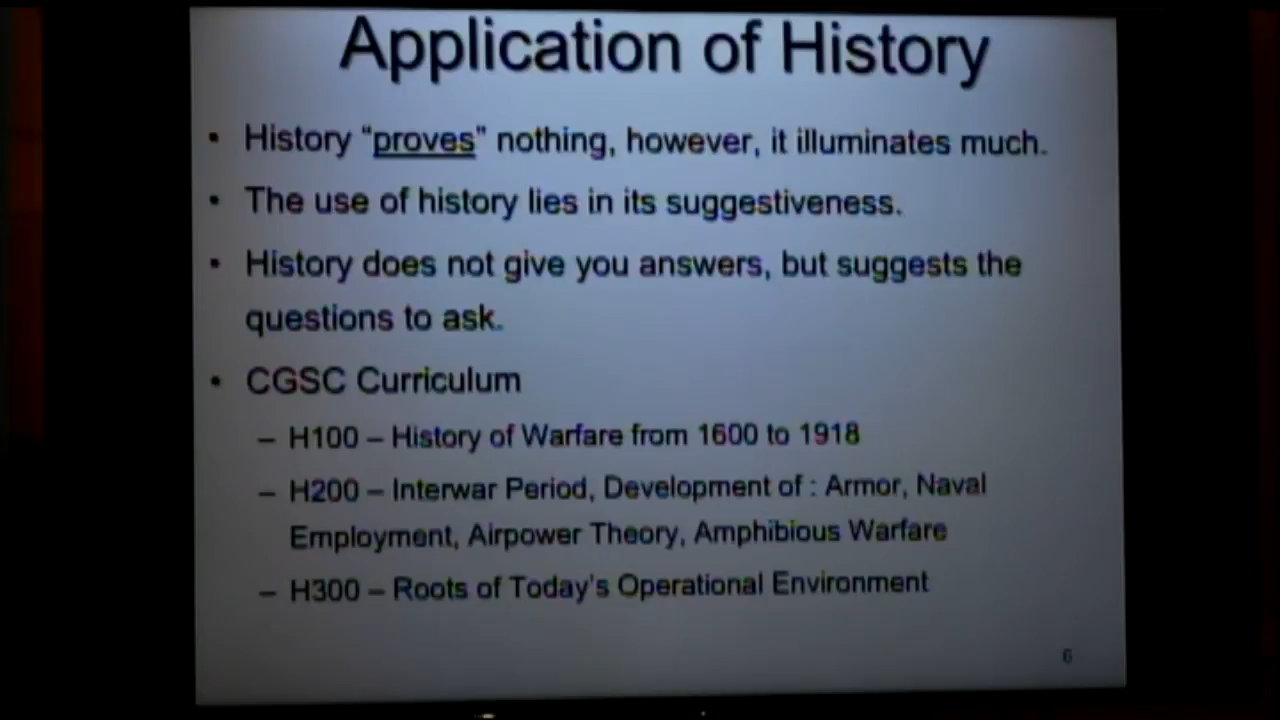 Application of History
• History “proves” nothing, however, it illuminates much.
• The use of history lies in its suggestiveness.
• History does not give you answers, but suggests the
questions to ask.
• CGSC Curriculum
– H100 – History of Warfare from 1600 to 1918
– H200 – Interwar Period, Development of : Armor, Naval
Employment, Airpower Theory, Amphibious Warfare
– H300 – Roots of Today's Operational Environment
6